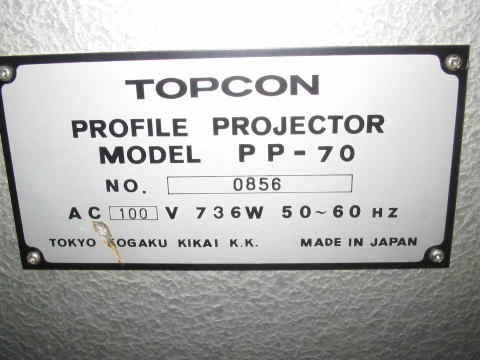 TOPCON
PROFILE PROJECTOR
MODEL PP-70
NO. 0856
AC 100 V 736W 50~60 HZ
TOKYO KOGAKU KIKAI K.K. MADE IN JAPAN